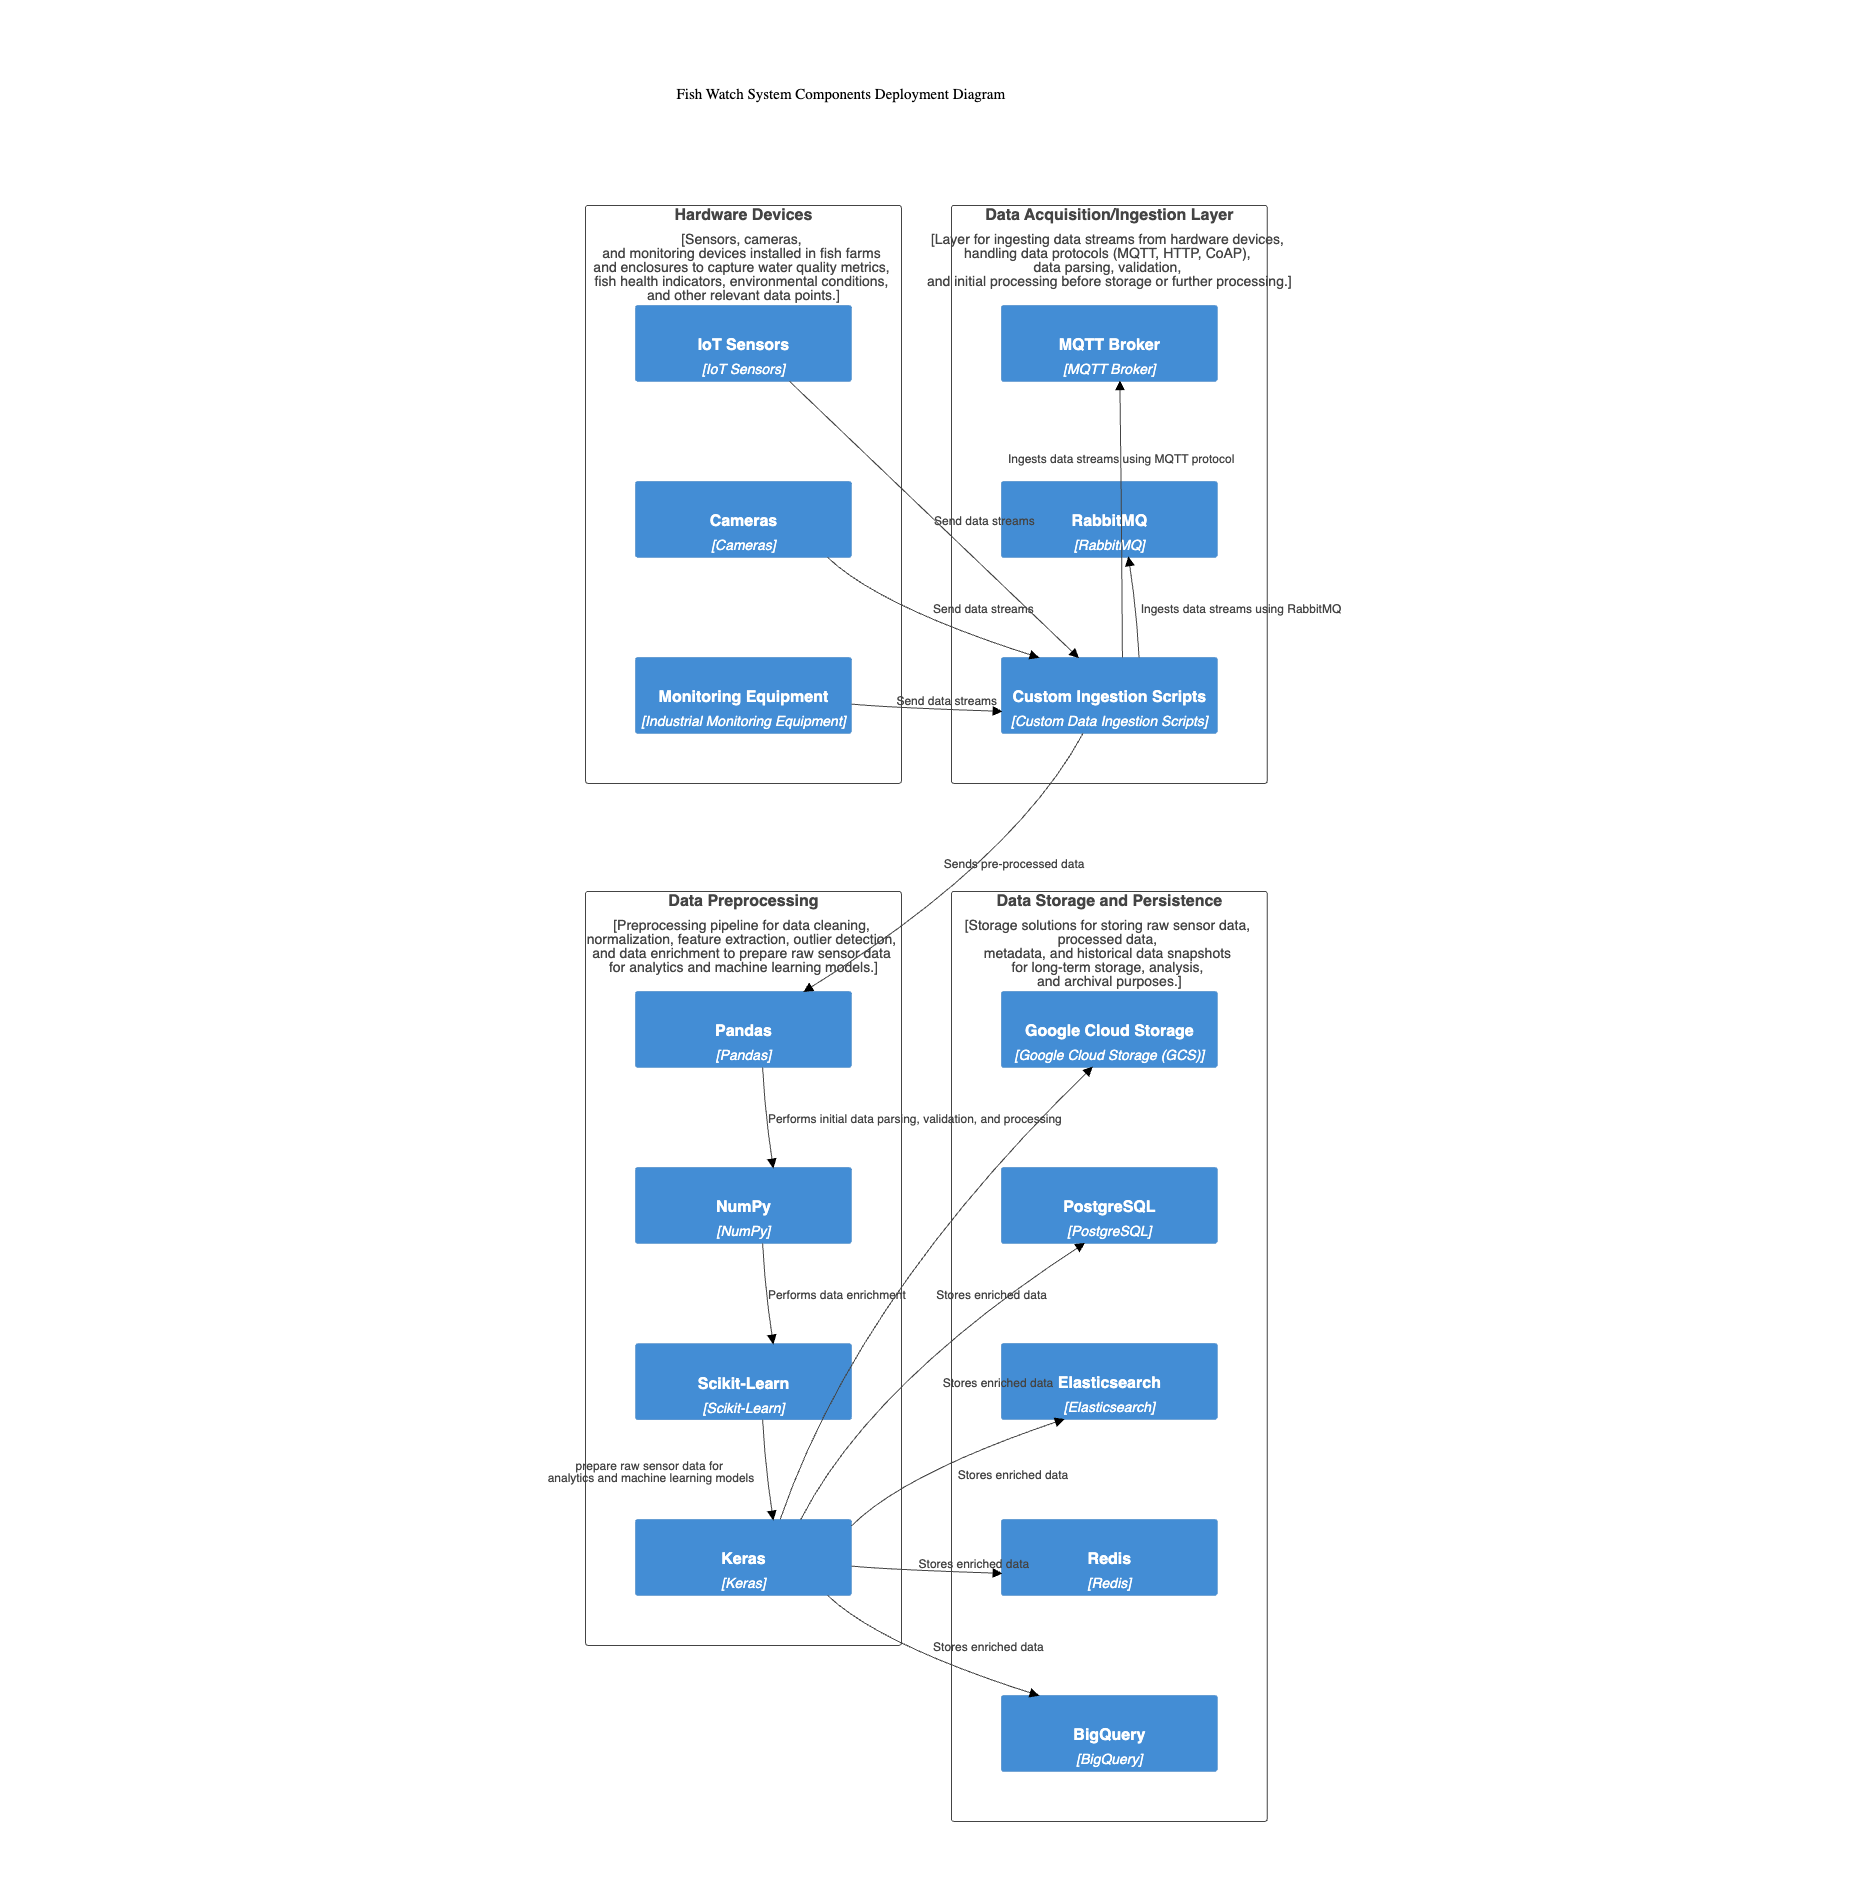 Fish Watch System Components Deployment Diagram
Hardware Devices
[Sensors, cameras,
and monitoring devices installed in fish farms
and enclosures to capture water quality metrics,
fish health indicators, environmental conditions,
and other relevant data points.]
IoT Sensors
[IoT Sensors]
Cameras
[Cameras]
Monitoring Equipment
[Industrial Monitoring Equipment]
Data Acquisition/Ingestion Layer
[Layer for ingesting data streams from hardware devices,
handling data protocols (MQTT, HTTP, CoAP),
data parsing, validation,
and initial processing before storage or further processing.]
MQTT Broker
[MQTT Broker]
Ingests data streams using MQTT protocol
RabbitMQ
[RabbitMQ]
Send data streams
Send data streams
Ingests data streams using RabbitMQ
Send data streams
Custom Ingestion Scripts
[Custom Data Ingestion Scripts]
Sends pre-processed data
Data Preprocessing
[Preprocessing pipeline for data cleaning,
normalization, feature extraction, outlier detection,
and data enrichment to prepare raw sensor data
for analytics and machine learning models.]
Pandas
[Pandas]
Performs initial data parsing, validation, and processing
NumPy
[NumPy]
Performs data enrichment
Scikit-Learn
[Scikit-Learn]
prepare raw sensor data for
analytics and machine learning models
Keras
[Keras]
Data Storage and Persistence
[Storage solutions for storing raw sensor data,
processed data,
metadata, and historical data snapshots
for long-term storage, analysis,
and archival purposes.]
Google Cloud Storage
[Google Cloud Storage (GCS)]
PostgreSQL
[PostgreSQL]
Stores enriched data
Stores enriched data
Elasticsearch
[Elasticsearch]
Stores enriched data
Stores enriched data
Redis
[Redis]
Stores enriched data
BigQuery
[BigQuery]